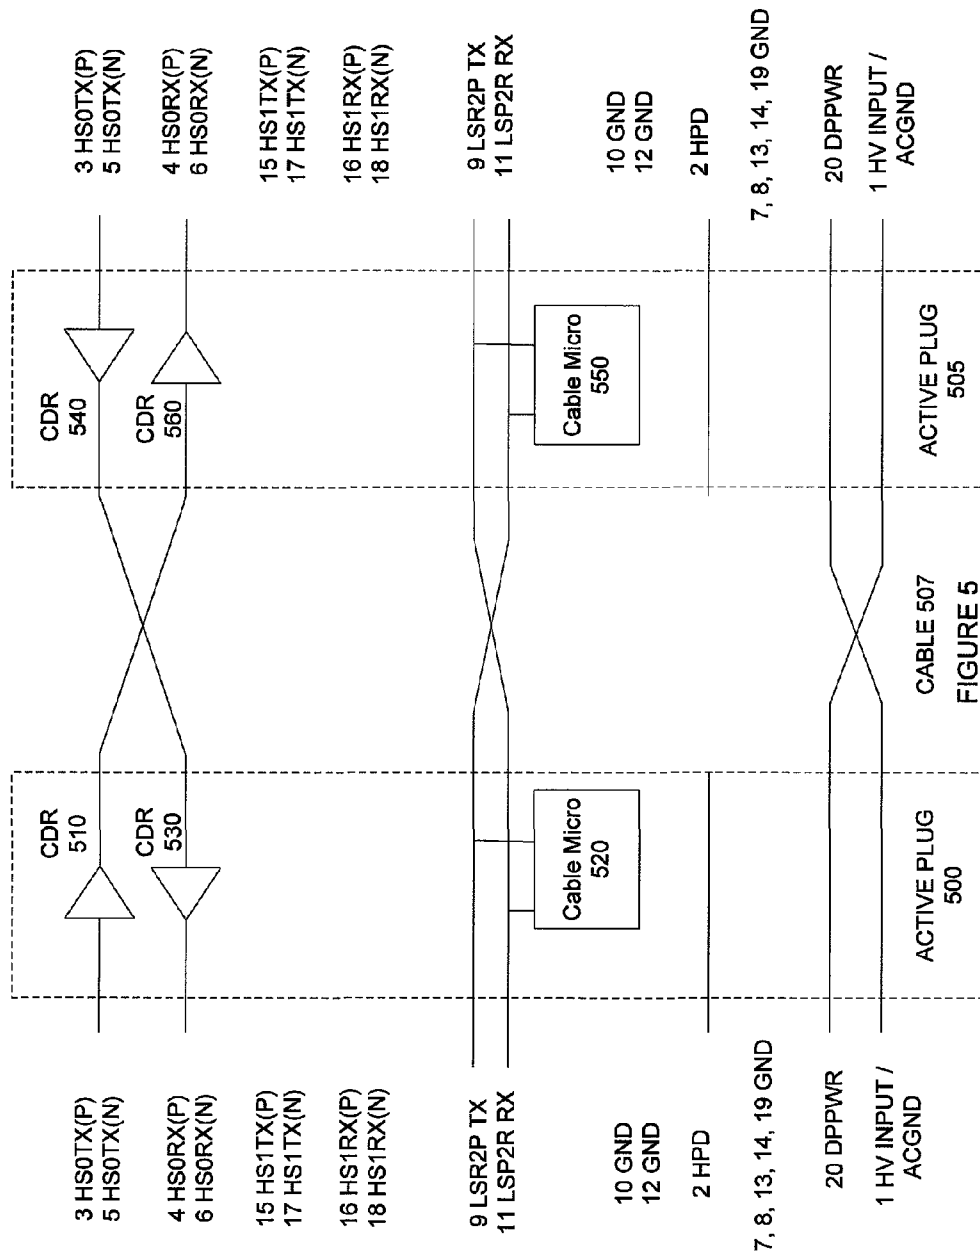 3 HS0TX(P)
5 HS0TX(N)
4 HS0RX(P)
6 HS0RX(N)
15 HS1TX(P)
17 HS1TX(N)
16 HS1RX(P)
18 HS1RX(N)
9 LSR2P TX
11 LSP2R RX
10 GND
12 GND
2 HPD
7, 8, 13, 14, 19 GND
20 DPPWR
1 HV INPUT /
ACGND
CDR
510
CDR
530
Cable Micro
520
ACTIVE PLUG
500
CABLE 507
CDR
540
CDR
560
Cable Micro
550
ACTIVE PLUG
505
3 HS0TX(P)
5 HS0TX(N)
4 HS0RX(P)
6 HS0RX(N)
15 HS1TX(P)
17 HS1TX(N)
16 HS1RX(P)
18 HS1RX(N)
9 LSR2P TX
11 LSP2R RX
10 GND
12 GND
2 HPD
7, 8, 13, 14, 19 GND
20 DPPWR
1 HV INPUT /
ACGND
FIGURE 5